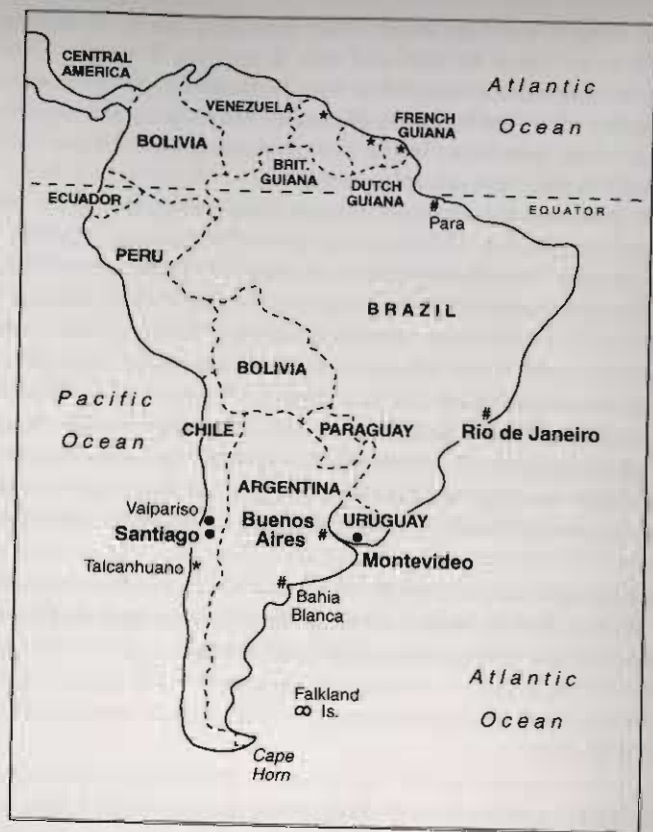 CENTRAL
AMERICA
Atlantic
Ocean
VENEZUELA
*
FRENCH
GUIANA
*
*
BOLIVIA
BRIT.
GUIANA
DUTCH
GUIANA
ECUADOR
EQUATOR
#
Para
PERU
BRAZIL
BOLIVIA
Pacific
Ocean
CHILE
PARAGUAY
#
Rio de Janeiro
ARGENTINA
Valpariso
Santiago
Buenos
Aires #
URUGUAY
Montevideo
Talcanhuano *
#
Bahia
Blanca
Falkland
∞ Is.
Atlantic
Ocean
Cape
Horn